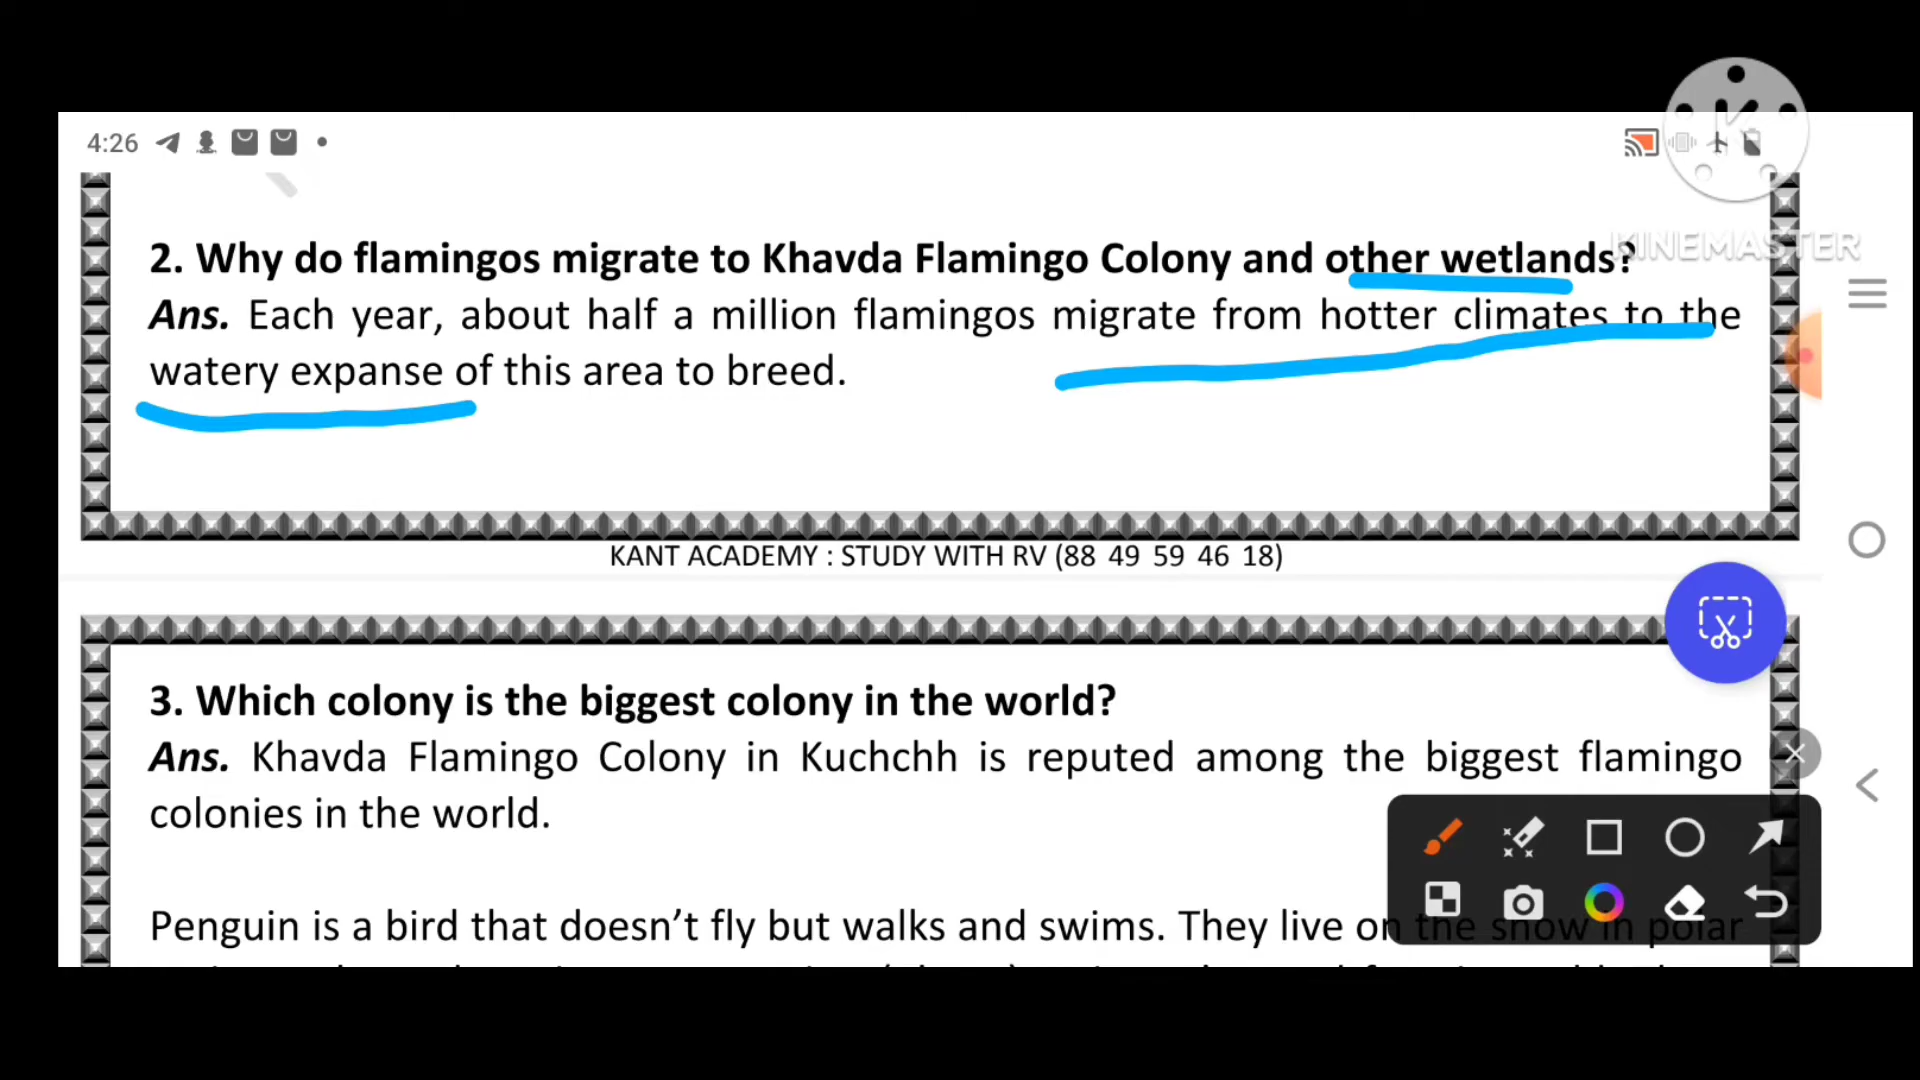 4:26
KINEMASTER
2. Why do flamingos migrate to Khavda Flamingo Colony and other wetlands?
Ans. Each year, about half a million flamingos migrate from hotter climates to the
watery expanse of this area to breed.
KANT ACADEMY : STUDY WITH RV (88 49 59 46 18)
3. Which colony is the biggest colony in the world?
Ans. Khavda Flamingo Colony in Kuchchh is reputed among the biggest flamingo
colonies in the world.
Penguin is a bird that doesn't fly but walks and swims. They live on the snow in polar